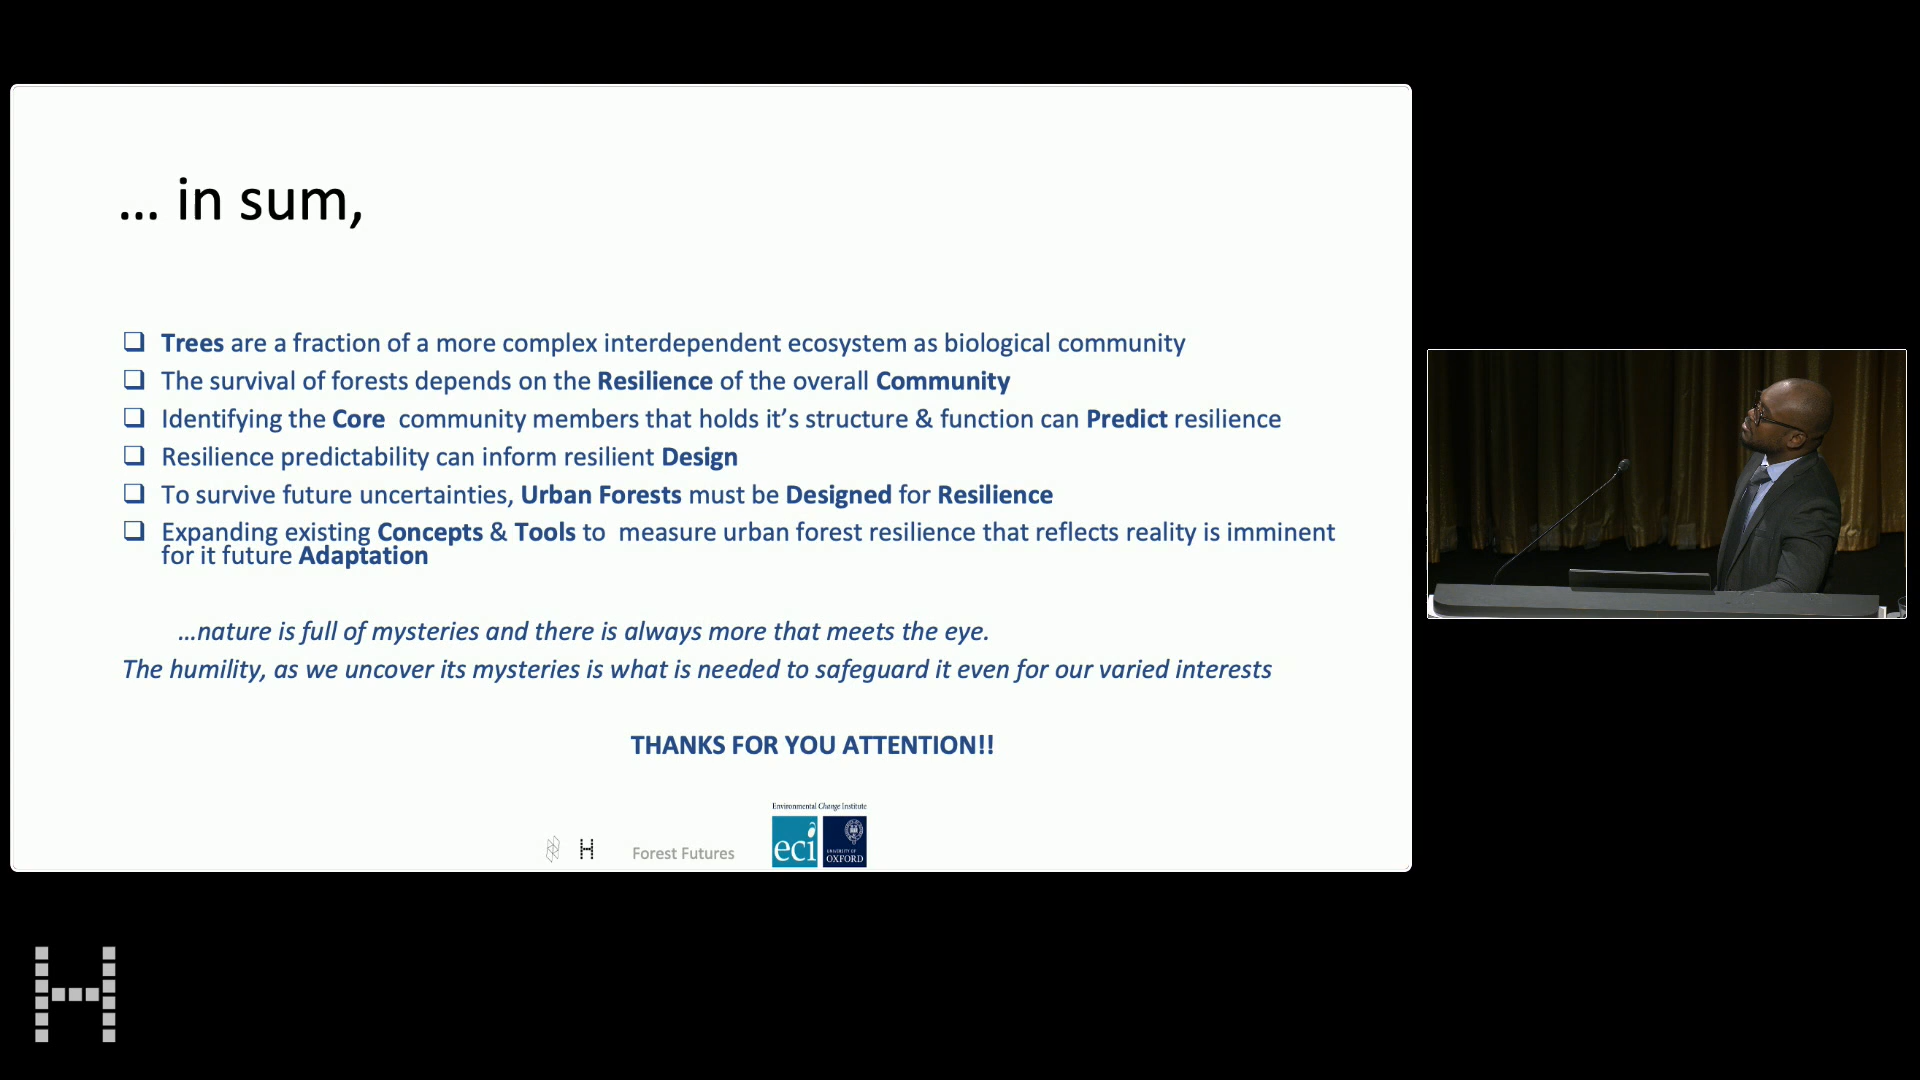 ... in sum,
Trees are a fraction of a more complex interdependent ecosystem as biological community
The survival of forests depends on the Resilience of the overall Community
Identifying the Core community members that holds it’s structure & function can Predict resilience
Resilience predictability can inform resilient Design
To survive future uncertainties, Urban Forests must be Designed for Resilience
Expanding existing Concepts & Tools to measure urban forest resilience that reflects reality is imminent
for it future Adaptation
...nature is full of mysteries and there is always more that meets the eye.
The humility, as we uncover its mysteries is what is needed to safeguard it even for our varied interests
THANKS FOR YOU ATTENTION!!
Environmental Change Institute
H
Forest Futures
eci
UNIVERSITY OF
OXFORD
H